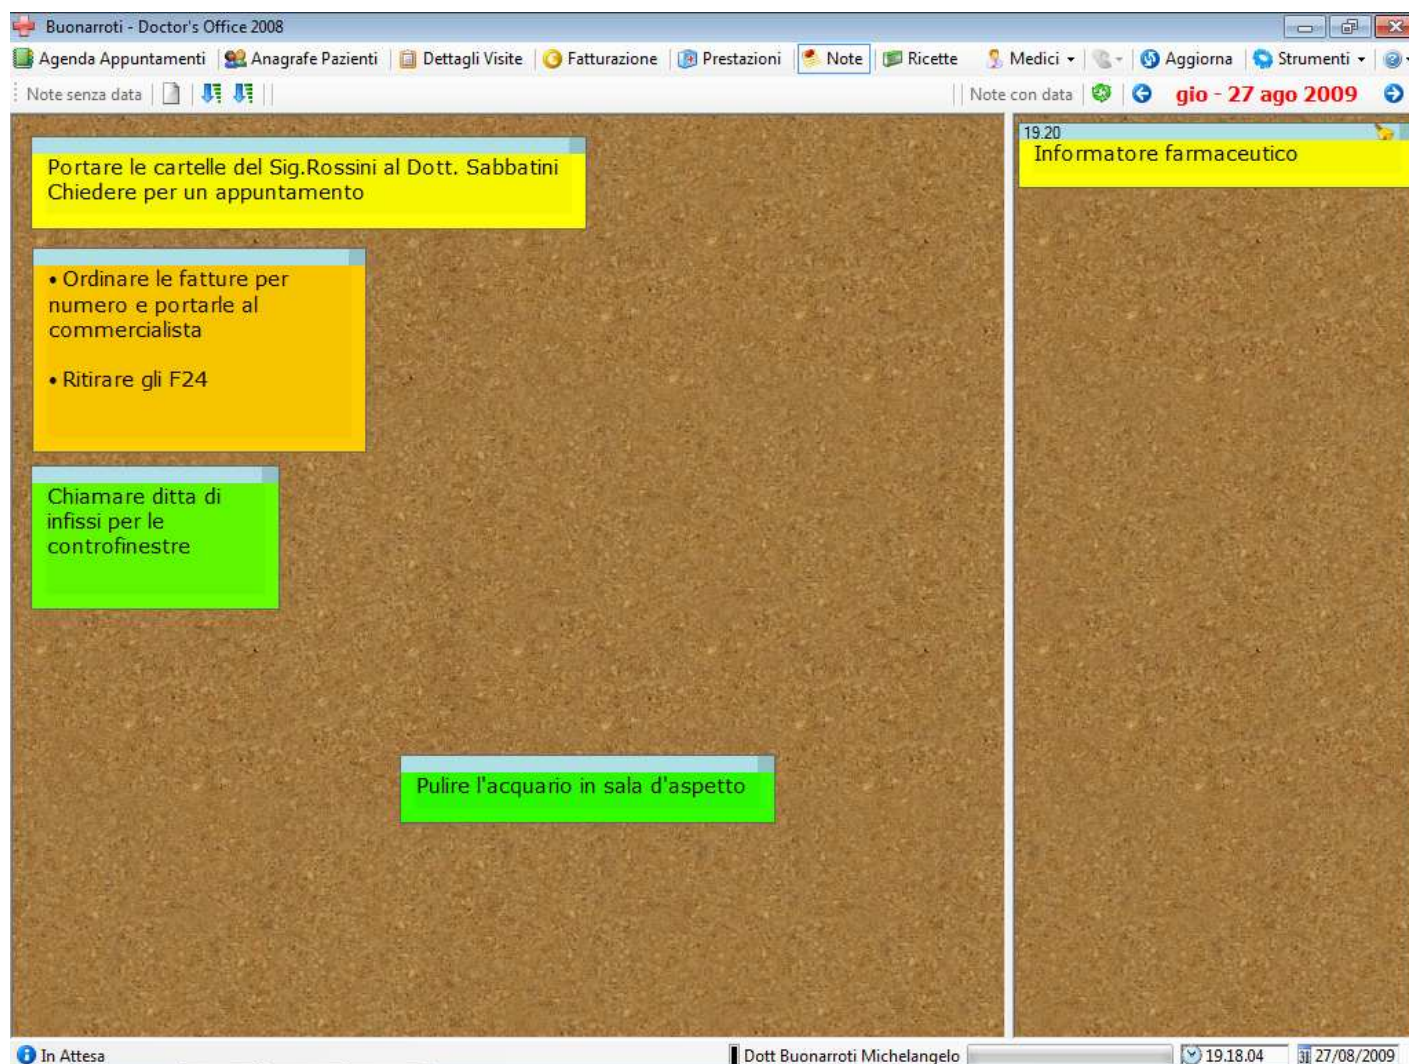 Buonarroti - Doctor's Office 2008
Agenda Appuntamenti Anagrafe Pazienti Dettagli Visite Fatturazione Prestazioni Note Ricette Medici Aggiorna Strumenti
Note senza data Note con data gio - 27 ago 2009
Portare le cartelle del Sig.Rossini al Dott. Sabbatini
Chiedere per un appuntamento
• Ordinare le fatture per
numero e portarle al
commercialista
• Ritirare gli F24
Chiamare ditta di
infissi per le
controfinestre
Pulire l'acquario in sala d'aspetto
19.20
Informatore farmaceutico
In Attesa Dott Buonarroti Michelangelo 19.18.04 31 27/08/2009